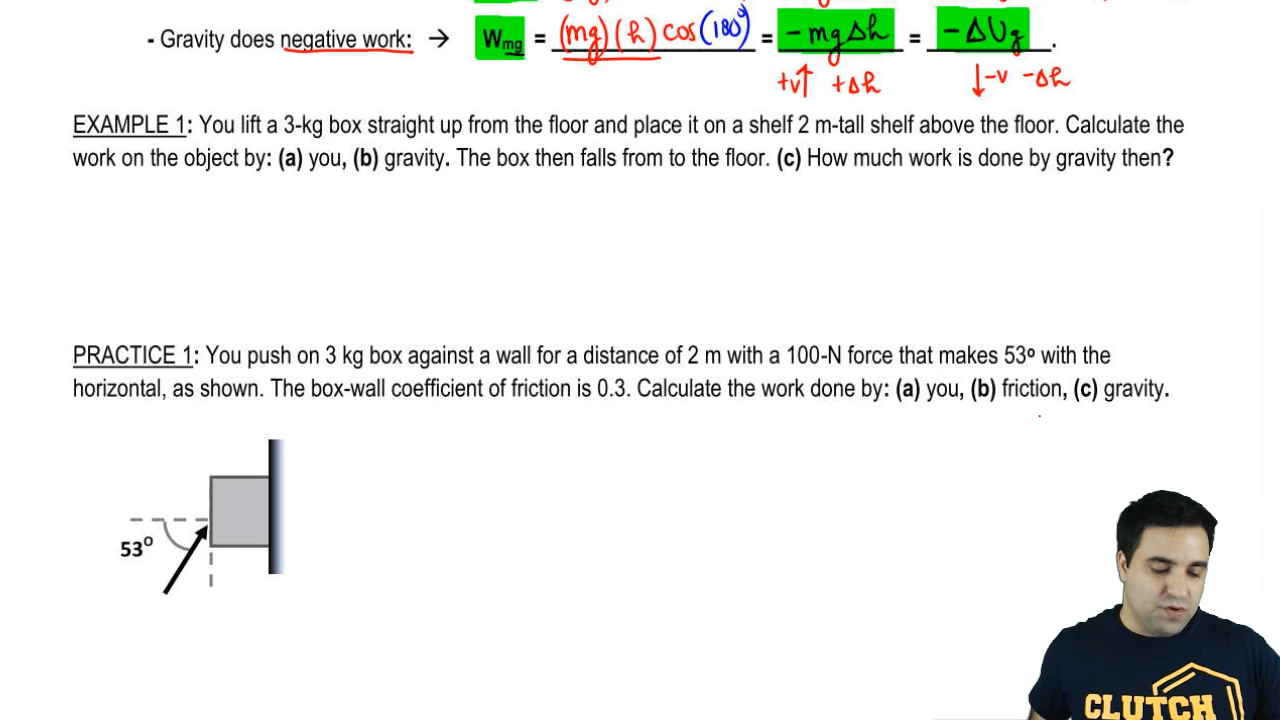 - Gravity does negative work: → Wmg = (mg)(h) cos(180°) = - mgΔh = - ΔUg.
+v↑ +Δh ↓-v -Δh
EXAMPLE 1: You lift a 3-kg box straight up from the floor and place it on a shelf 2 m-tall shelf above the floor. Calculate the
work on the object by: (a) you, (b) gravity. The box then falls from to the floor. (c) How much work is done by gravity then?
PRACTICE 1: You push on 3 kg box against a wall for a distance of 2 m with a 100-N force that makes 53º with the
horizontal, as shown. The box-wall coefficient of friction is 0.3. Calculate the work done by: (a) you, (b) friction, (c) gravity.
53º
CLUTCH